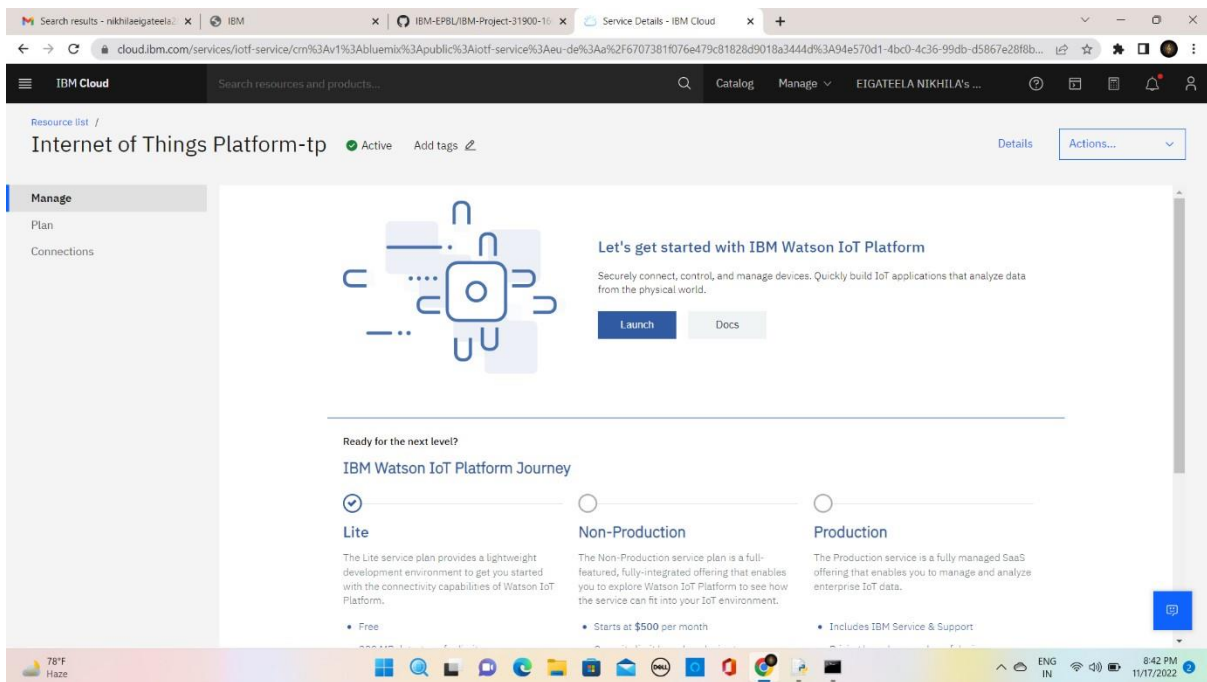 Search results - nikhilaeigateela2
IBM
IBM-EPBL/IBM-Project-31900-16
Service Details - IBM Cloud
cloud.ibm.com/services/iotf-service/crn%3Av1%3Abluemix%3Apublic%3Aiotf-service%3Aeu-de%3Aa%2F6707381f076e479c81828d9018a3444d%3A94e570d1-4bc0-4c36-99db-d5867e28f8b...
IBM Cloud
Search resources and products...
Catalog
Manage
EIGATEELA NIKHILA's ...
Resource list /
Internet of Things Platform-tp
Active
Add tags
Details
Actions...
Manage
Plan
Connections
Let's get started with IBM Watson IoT Platform
Securely connect, control, and manage devices. Quickly build IoT applications that analyze data
from the physical world.
Launch
Docs
Ready for the next level?
IBM Watson IoT Platform Journey
Lite
The Lite service plan provides a lightweight
development environment to get you started
with the connectivity capabilities of Watson IoT
Platform.
• Free
Non-Production
The Non-Production service plan is a full-
featured, fully-integrated offering that enables
you to explore Watson IoT Platform to see how
the service can fit into your IoT environment.
• Starts at $500 per month
Production
The Production service is a fully managed SaaS
offering that enables you to manage and analyze
enterprise IoT data.
• Includes IBM Service & Support
78°F
Haze
DELL
ENG
IN
8:42 PM
11/17/2022
2